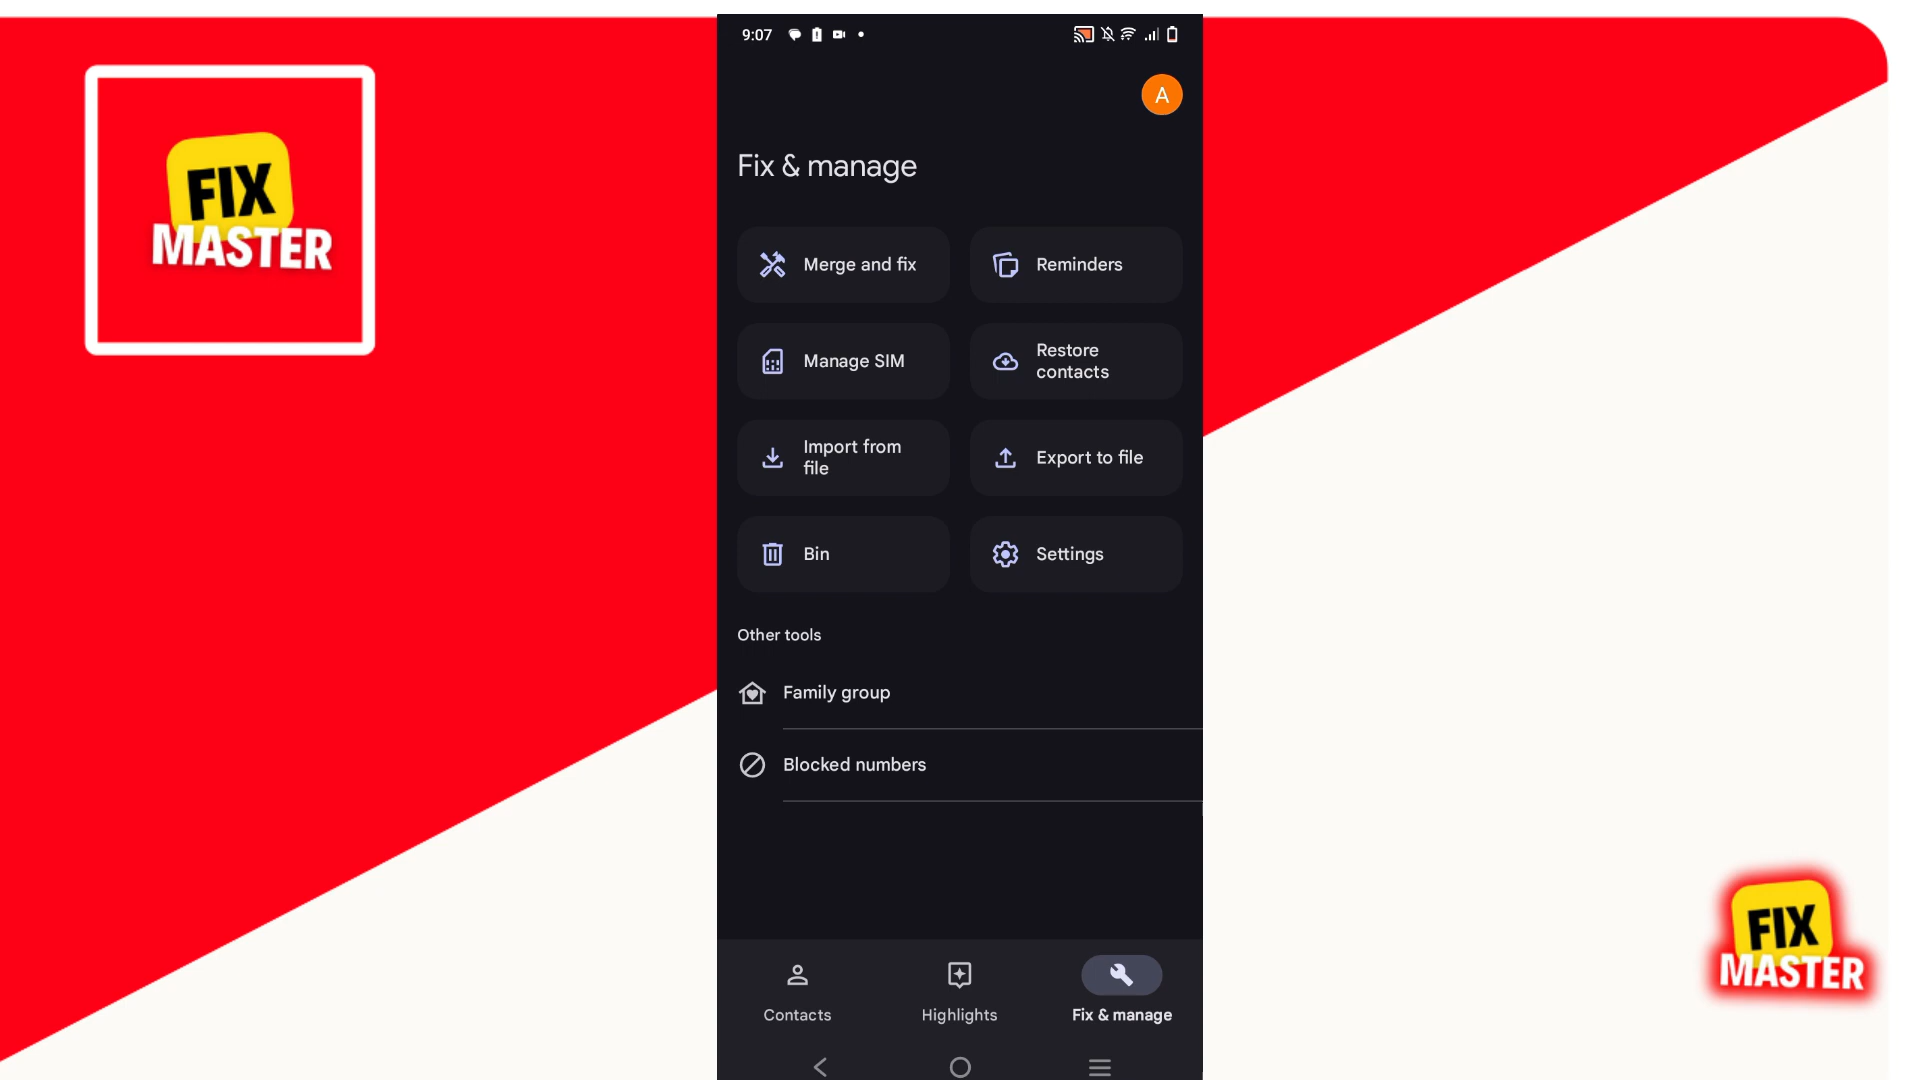 FIX
MASTER
9:07
A
Fix & manage
Merge and fix
Reminders
Manage SIM
Restore
contacts
Import from
file
Export to file
Bin
Settings
Other tools
Family group
Blocked numbers
Contacts
Highlights
Fix & manage
FIX
MASTER